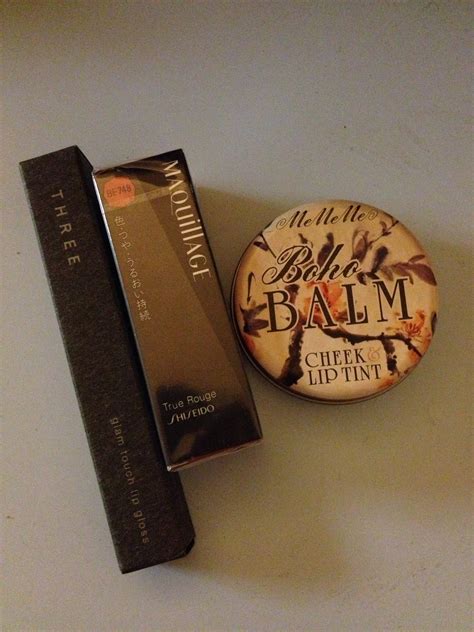 THREE
glam touch lip gloss
BE748
MAQuillAGE
色・つや・うるおい持続
True Rouge
SHISEIDO
MeMeMe
Boho
BALM
CHEEK &
LIP TINT